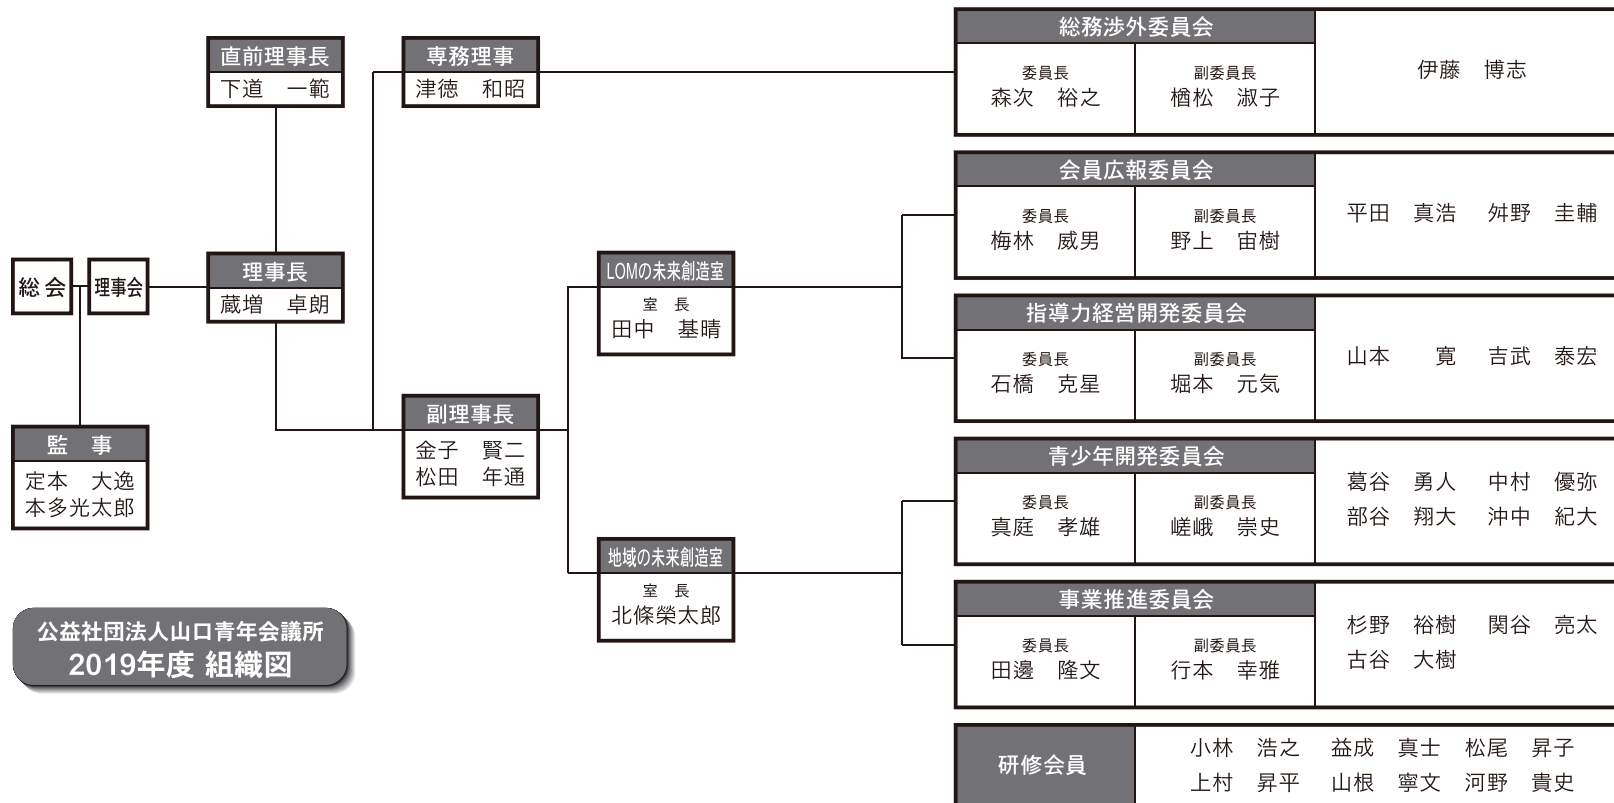 総会
理事会
監　事
定本　大逸
本多光太郎
直前理事長
下道　一範
理事長
蔵増　卓朗
専務理事
津徳　和昭
副理事長
金子　賢二
松田　年通
LOMの未来創造室
室　長
田中　基晴
地域の未来創造室
室　長
北條榮太郎
総務渉外委員会
委員長
森次　裕之
副委員長
楢松　淑子
伊藤　博志
会員広報委員会
委員長
梅林　威男
副委員長
野上　宙樹
平田　真浩　舛野　圭輔
指導力経営開発委員会
委員長
石橋　克星
副委員長
堀本　元気
山本　　寛　吉武　泰宏
青少年開発委員会
委員長
真庭　孝雄
副委員長
嵯峨　崇史
葛谷　勇人　中村　優弥
部谷　翔大　沖中　紀大
事業推進委員会
委員長
田邊　隆文
副委員長
行本　幸雅
杉野　裕樹　関谷　亮太
古谷　大樹
研修会員
小林　浩之　益成　真士　松尾　昇子
上村　昇平　山根　寧文　河野　貴史
公益社団法人山口青年会議所
2019年度 組織図